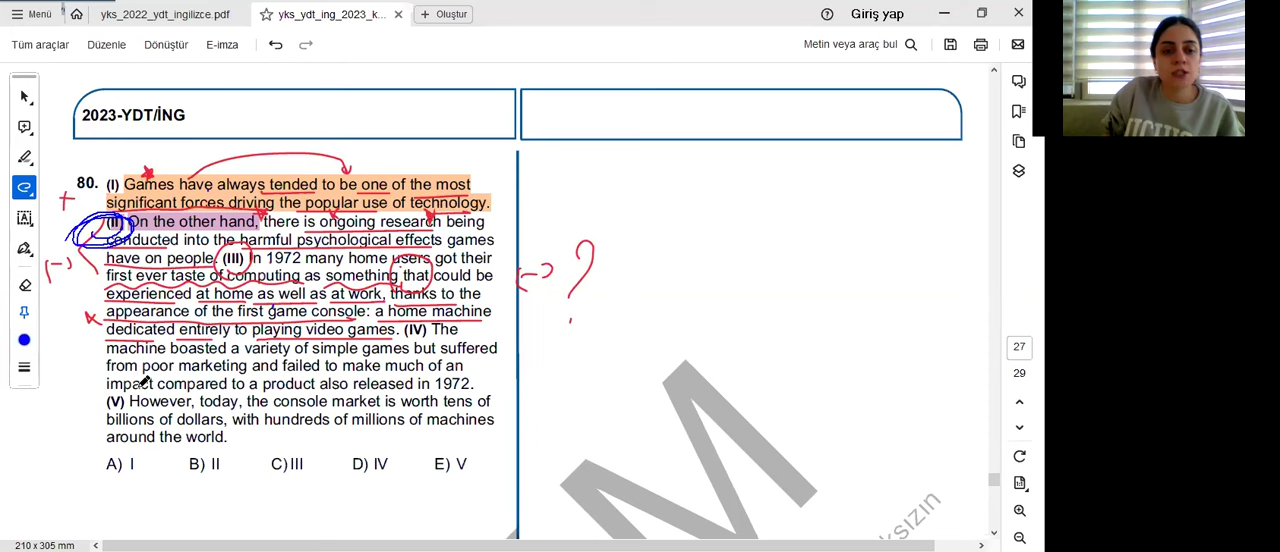 Menü
yks_2022_ydt_ingilizce.pdf
yks_ydt_ing_2023_k...
Oluştur
Giriş yap
Tüm araçlar
Düzenle
Dönüştür
E-imza
Metin veya araç bul
2023-YDT/İNG
80. (I) Games have always tended to be one of the most
significant forces driving the popular use of technology.
(II) On the other hand, there is ongoing research being
conducted into the harmful psychological effects games
have on people. (III) In 1972 many home users got their
first ever taste of computing as something that could be
experienced at home as well as at work, thanks to the
appearance of the first game console: a home machine
dedicated entirely to playing video games. (IV) The
machine boasted a variety of simple games but suffered
from poor marketing and failed to make much of an
impact compared to a product also released in 1972.
(V) However, today, the console market is worth tens of
billions of dollars, with hundreds of millions of machines
around the world.
A) I B) II C) III D) IV E) V
(-)
(-) ?
M
ksızın
27
29
210 x 305 mm